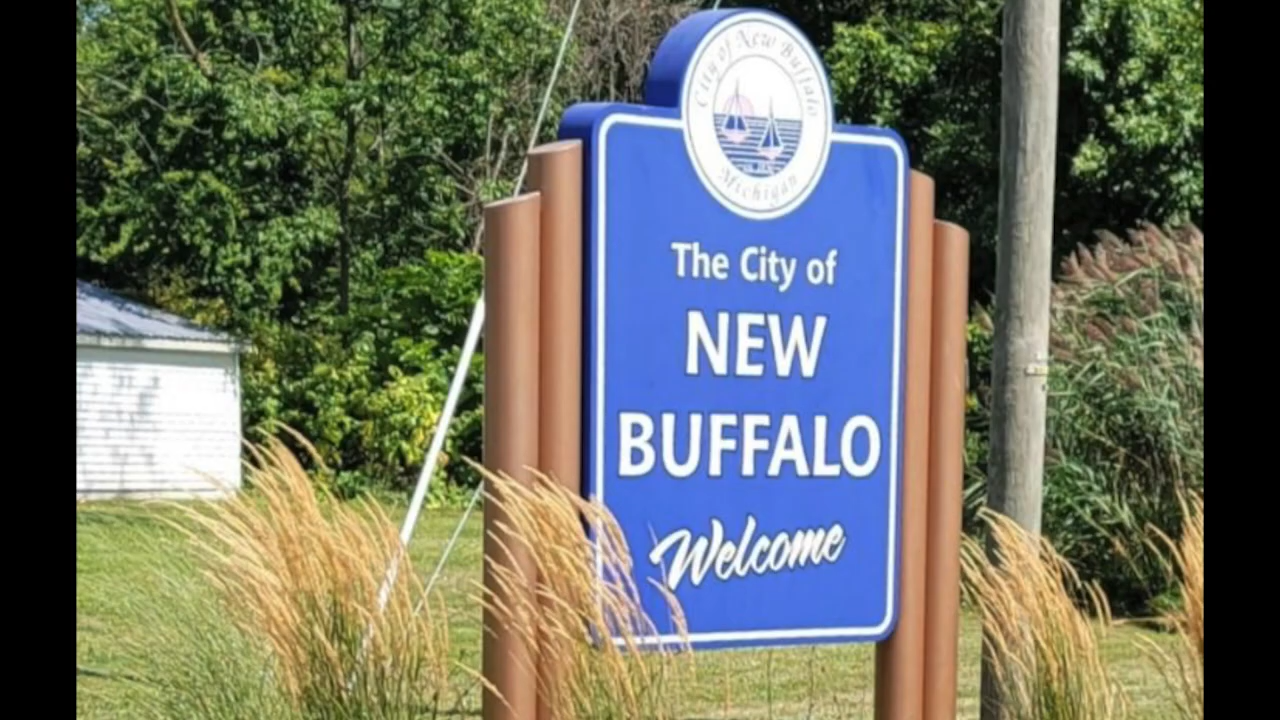 City of New Buffalo
Michigan
The City of
NEW
BUFFALO
Welcome